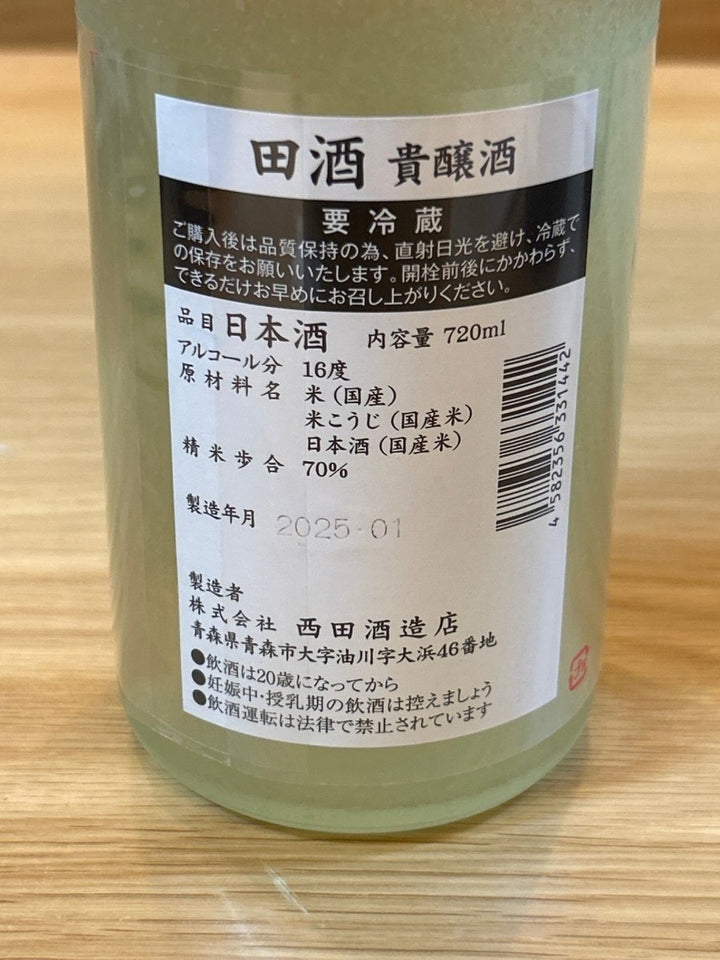 田酒 貴醸酒
要冷蔵
ご購入後は品質保持の為、直射日光を避け、冷蔵で
の保存をお願いいたします。開栓前後にかかわらず、
できるだけお早めにお召し上がりください。
品目 日本酒 内容量 720ml
アルコール分 16度
原材料名 米(国産)
米こうじ(国産米)
日本酒(国産米)
精米歩合 70%
製造年月 2025·01
4 582356 331442
製造者
株式会社 西田酒造店
青森県青森市大字油川字大浜46番地
●飲酒は20歳になってから
●妊娠中・授乳期の飲酒は控えましょう
●飲酒運転は法律で禁止されています